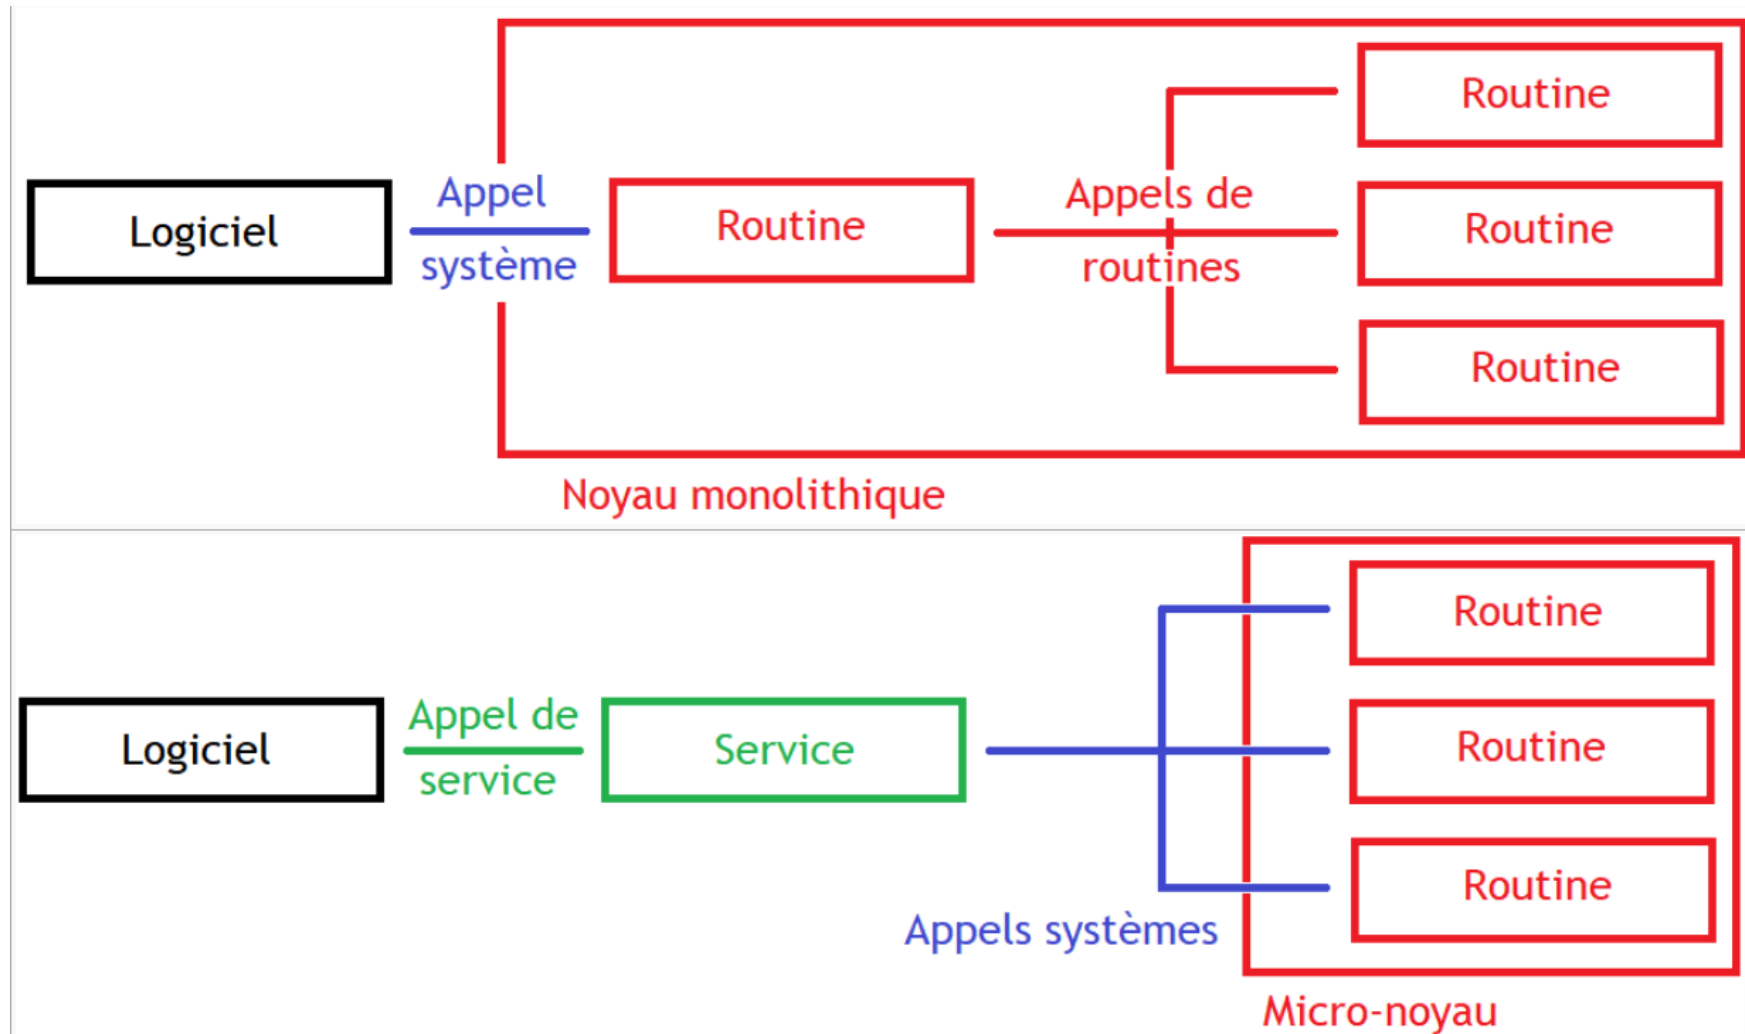 Routine
Logiciel
Appel
système
Routine
Appels de
routines
Routine
Routine
Noyau monolithique
Routine
Logiciel
Appel de
service
Service
Routine
Routine
Appels systèmes
Micro-noyau